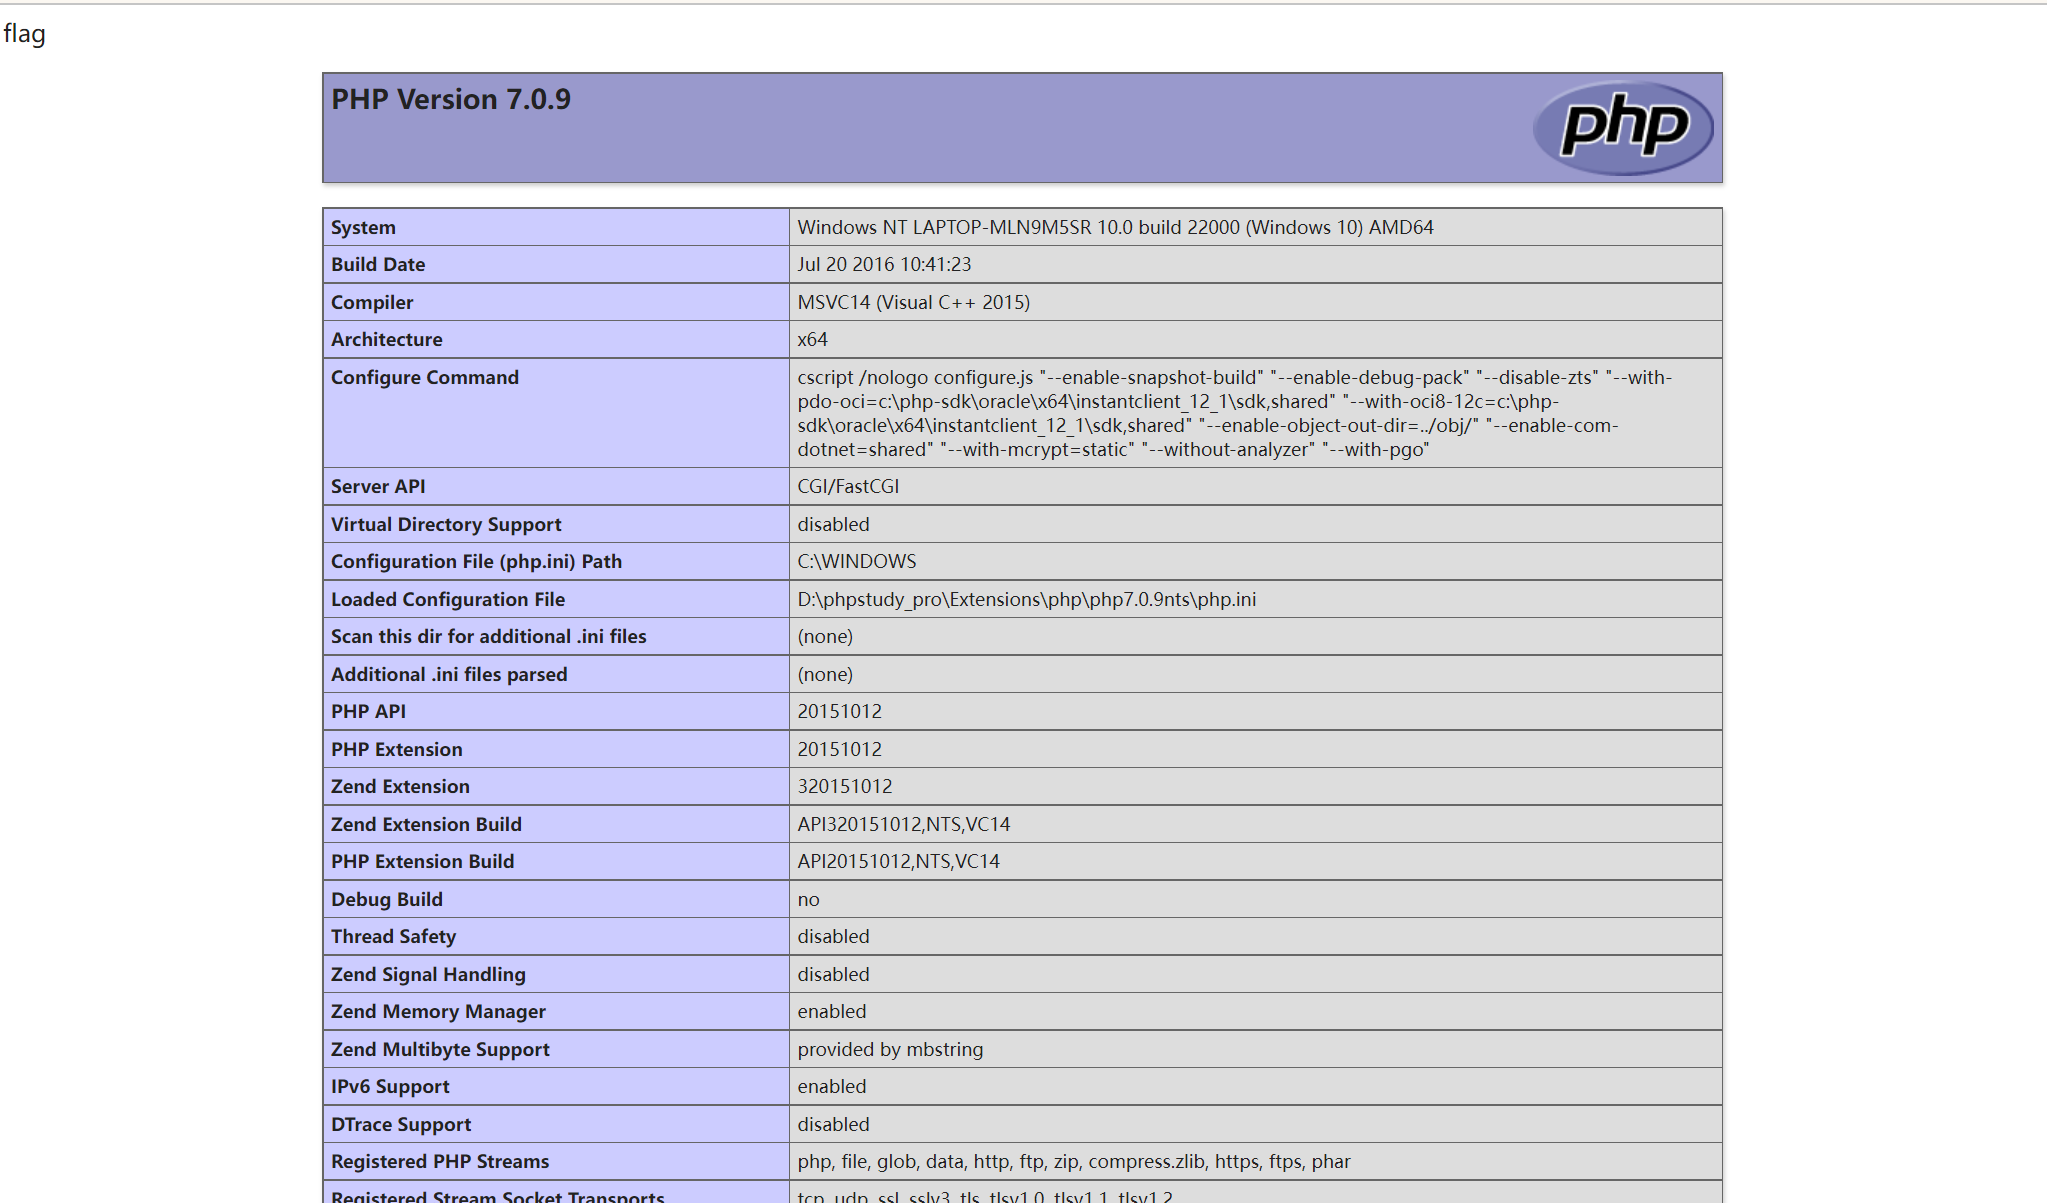 flag
PHP Version 7.0.9
php
System Windows NT LAPTOP-MLN9M5SR 10.0 build 22000 (Windows 10) AMD64
Build Date Jul 20 2016 10:41:23
Compiler MSVC14 (Visual C++ 2015)
Architecture x64
Configure Command cscript /nologo configure.js "--enable-snapshot-build" "--enable-debug-pack" "--disable-zts" "--with-
pdo-oci=c:\php-sdk\oracle\x64\instantclient_12_1\sdk,shared" "--with-oci8-12c=c:\php-
sdk\oracle\x64\instantclient_12_1\sdk,shared" "--enable-object-out-dir=../obj/" "--enable-com-
dotnet=shared" "--with-mcrypt=static" "--without-analyzer" "--with-pgo"
Server API CGI/FastCGI
Virtual Directory Support disabled
Configuration File (php.ini) Path C:\WINDOWS
Loaded Configuration File D:\phpstudy_pro\Extensions\php\php7.0.9nts\php.ini
Scan this dir for additional .ini files (none)
Additional .ini files parsed (none)
PHP API 20151012
PHP Extension 20151012
Zend Extension 320151012
Zend Extension Build API320151012,NTS,VC14
PHP Extension Build API20151012,NTS,VC14
Debug Build no
Thread Safety disabled
Zend Signal Handling disabled
Zend Memory Manager enabled
Zend Multibyte Support provided by mbstring
IPv6 Support enabled
DTrace Support disabled
Registered PHP Streams php, file, glob, data, http, ftp, zip, compress.zlib, https, ftps, phar
Registered Stream Socket Transports tcp, udp, ssl, sslv3, tls, tlsv1.0, tlsv1.1, tlsv1.2